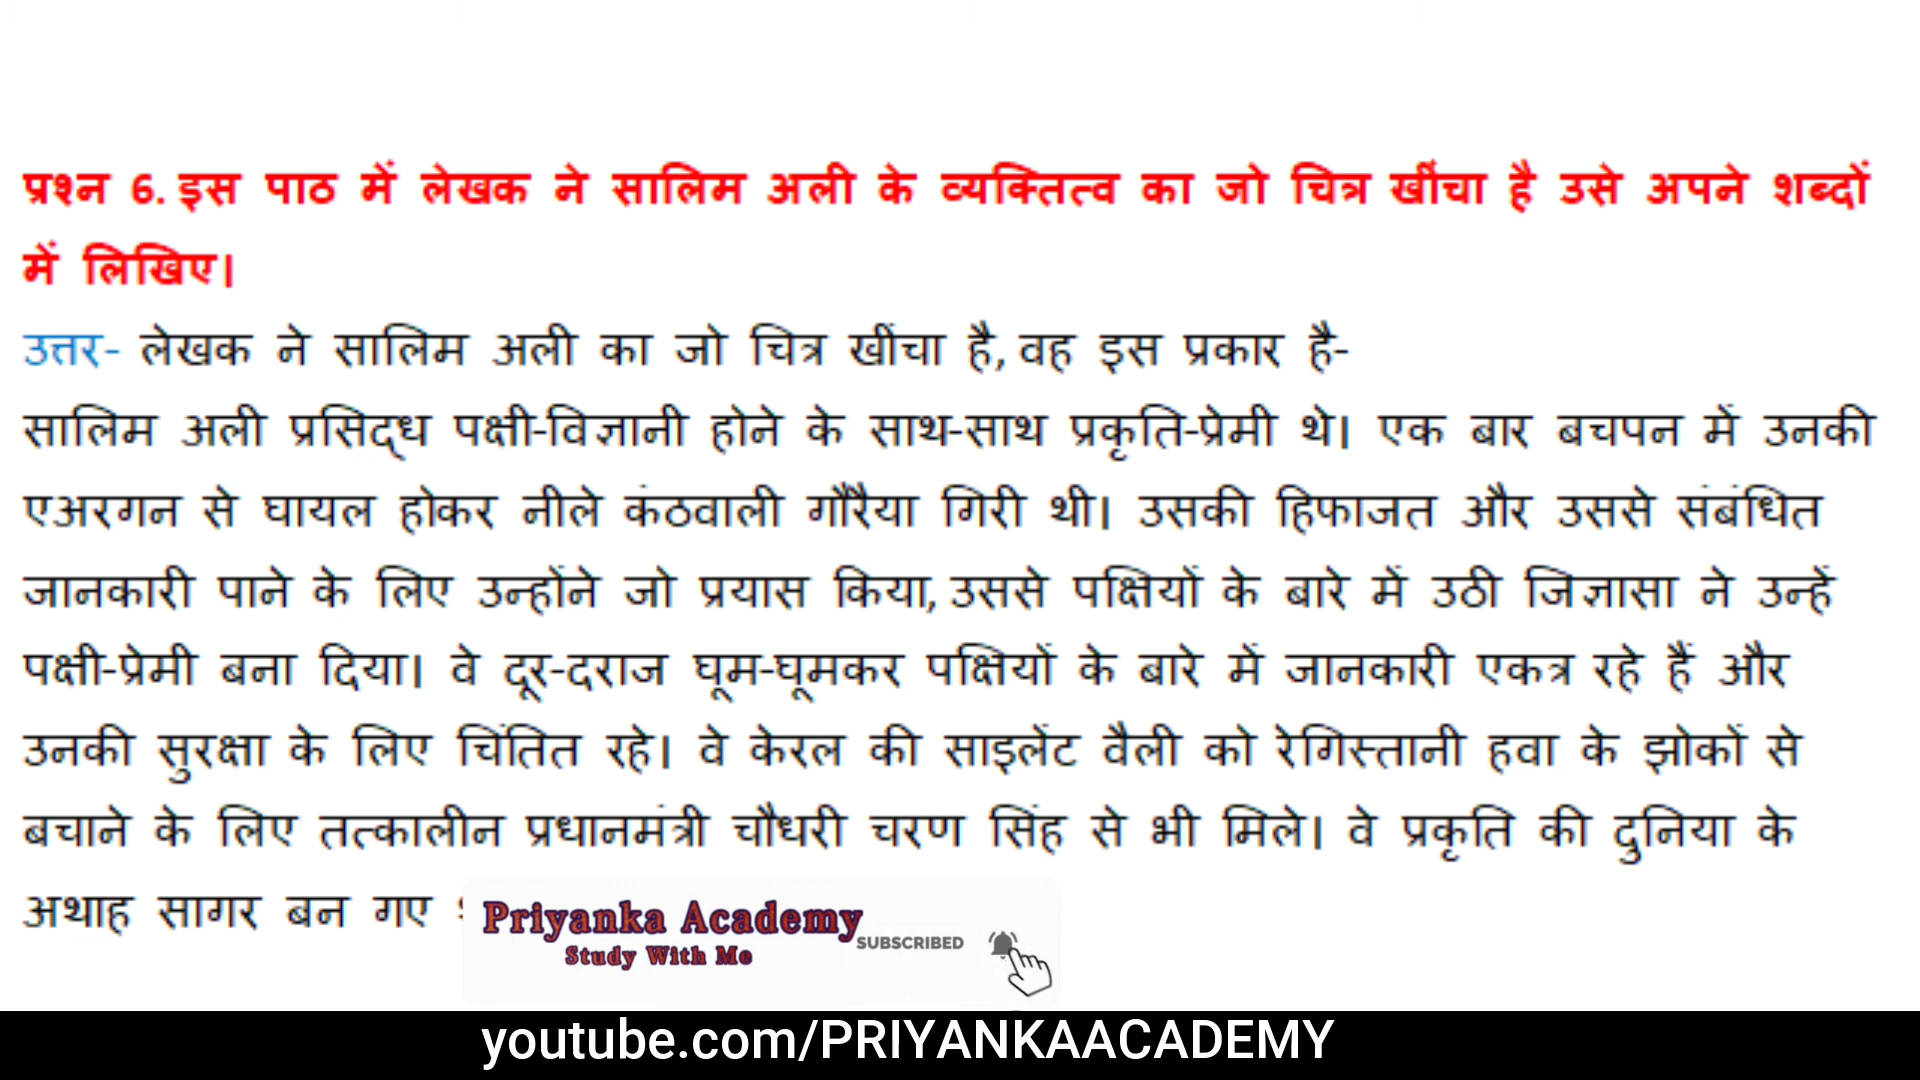 प्रश्न 6. इस पाठ में लेखक ने सालिम अली के व्यक्तित्व का जो चित्र खींचा है उसे अपने शब्दों
में लिखिए।
उत्तर- लेखक ने सालिम अली का जो चित्र खींचा है, वह इस प्रकार है-
सालिम अली प्रसिद्ध पक्षी-विज्ञानी होने के साथ-साथ प्रकृति-प्रेमी थे। एक बार बचपन में उनकी
एअरगन से घायल होकर नीले कंठवाली गौरैया गिरी थी। उसकी हिफाजत और उससे संबंधित
जानकारी पाने के लिए उन्होंने जो प्रयास किया, उससे पक्षियों के बारे में उठी जिज्ञासा ने उन्हें
पक्षी-प्रेमी बना दिया। वे दूर-दराज घूम-घूमकर पक्षियों के बारे में जानकारी एकत्र रहे हैं और
उनकी सुरक्षा के लिए चिंतित रहे। वे केरल की साइलेंट वैली को रेगिस्तानी हवा के झोकों से
बचाने के लिए तत्कालीन प्रधानमंत्री चौधरी चरण सिंह से भी मिले। वे प्रकृति की दुनिया के
अथाह सागर बन गए
Priyanka Academy
SUBSCRIBED
Study With Me
youtube.com/PRIYANKAACADEMY